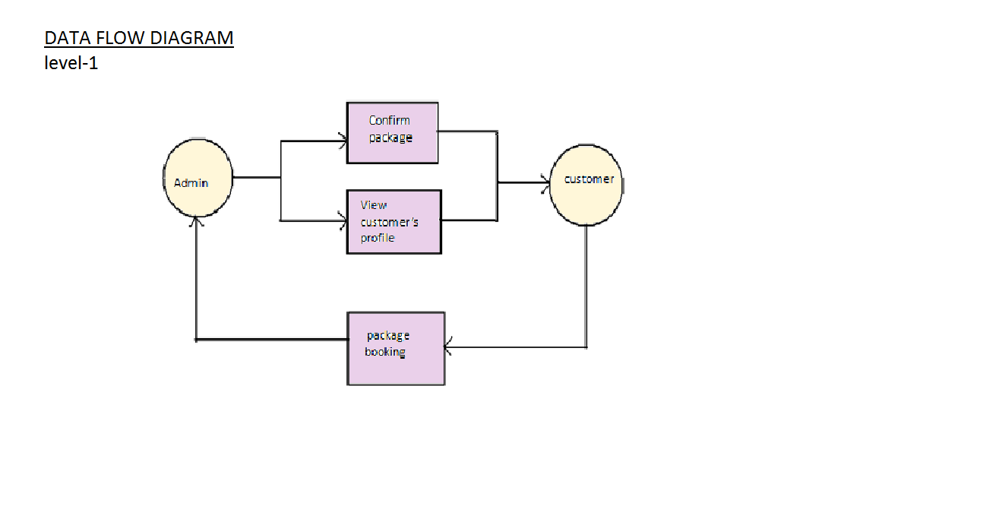 DATA FLOW DIAGRAM
level-1
Confirm
package
Admin
customer
View
customer's
profile
package
booking